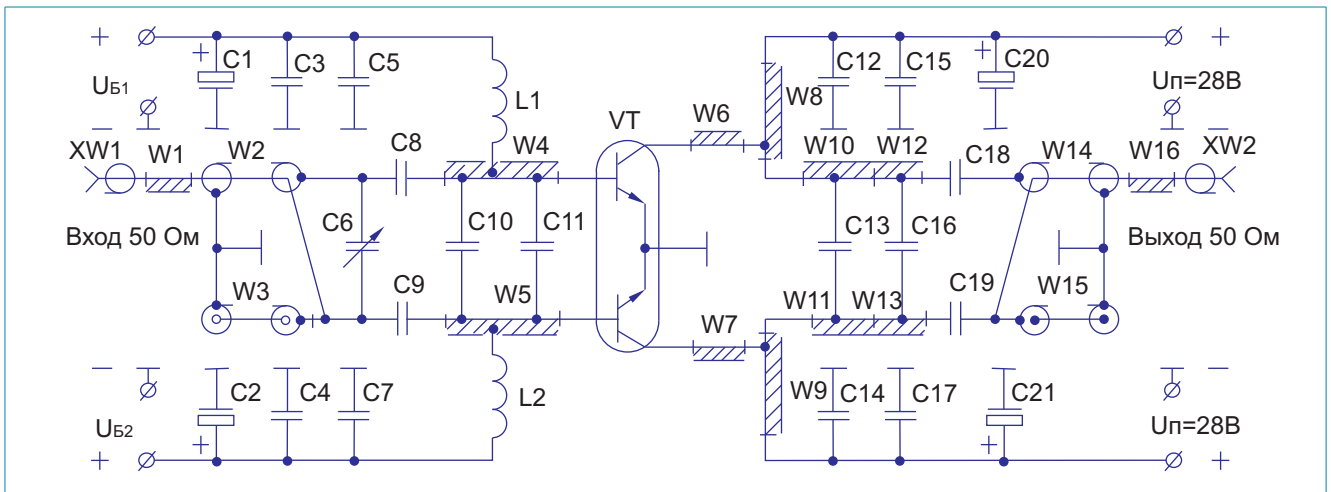 + + C1 C3 C5 C12 C15 + C20 +
UБ1 L1 W8 Uп=28В
– W6 –
XW1 W1 W2 C8 W4 VT W10 W12 C18 W14 W16 XW2
C6 C10 C11 C13 C16
Вход 50 Ом Выход 50 Ом
W3 C9 W5 W7 W11 W13 C19 W15
– C2 C4 C7 L2 W9 C14 C17 C21 –
UБ2 + + Uп=28В
+ +